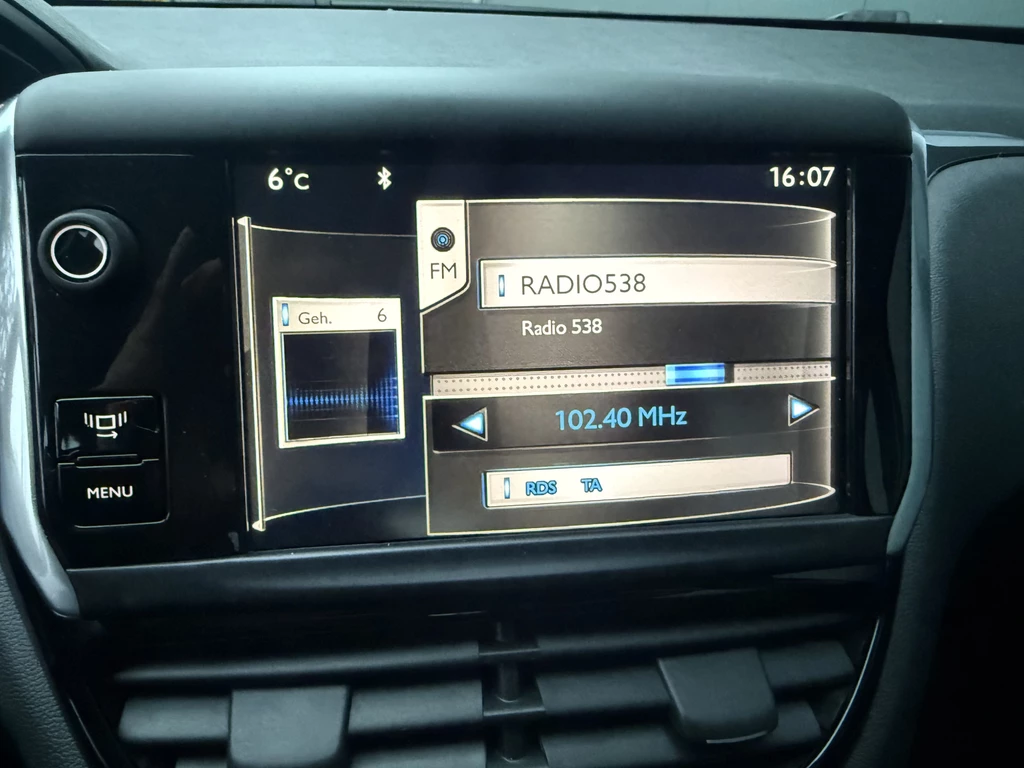 6°C
16:07
FM
RADIO538
Geh. 6
Radio 538
102.40 MHz
RDS TA
MENU